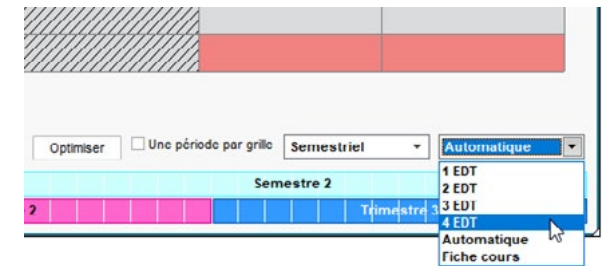 Optimiser Une période par grille Semestriel Automatique
1 EDT
Semestre 2
2 EDT
3 EDT
2 Trimestre 3
4 EDT
Automatique
Fiche cours